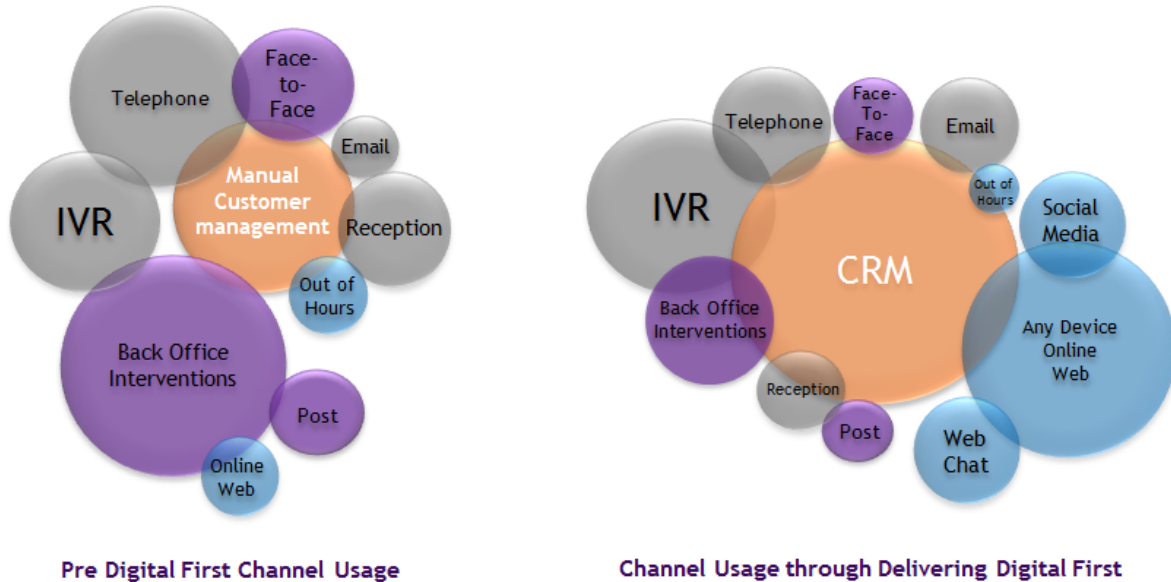 Telephone
Face-
to-
Face
Email
Manual
Customer
management
IVR
Reception
Out of
Hours
Back Office
Interventions
Post
Online
Web
Pre Digital First Channel Usage
Telephone
Face-
To-
Face
Email
Out of
Hours
IVR
Social
Media
CRM
Back Office
Interventions
Any Device
Online
Web
Reception
Post
Web
Chat
Channel Usage through Delivering Digital First